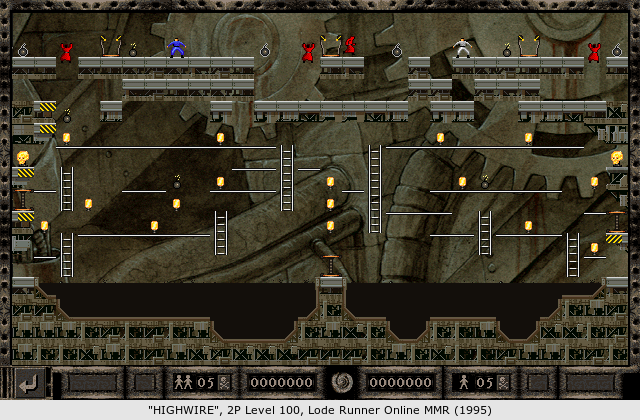 05 0000000 0000000 05
"HIGHWIRE", 2P Level 100, Lode Runner Online MMR (1995)